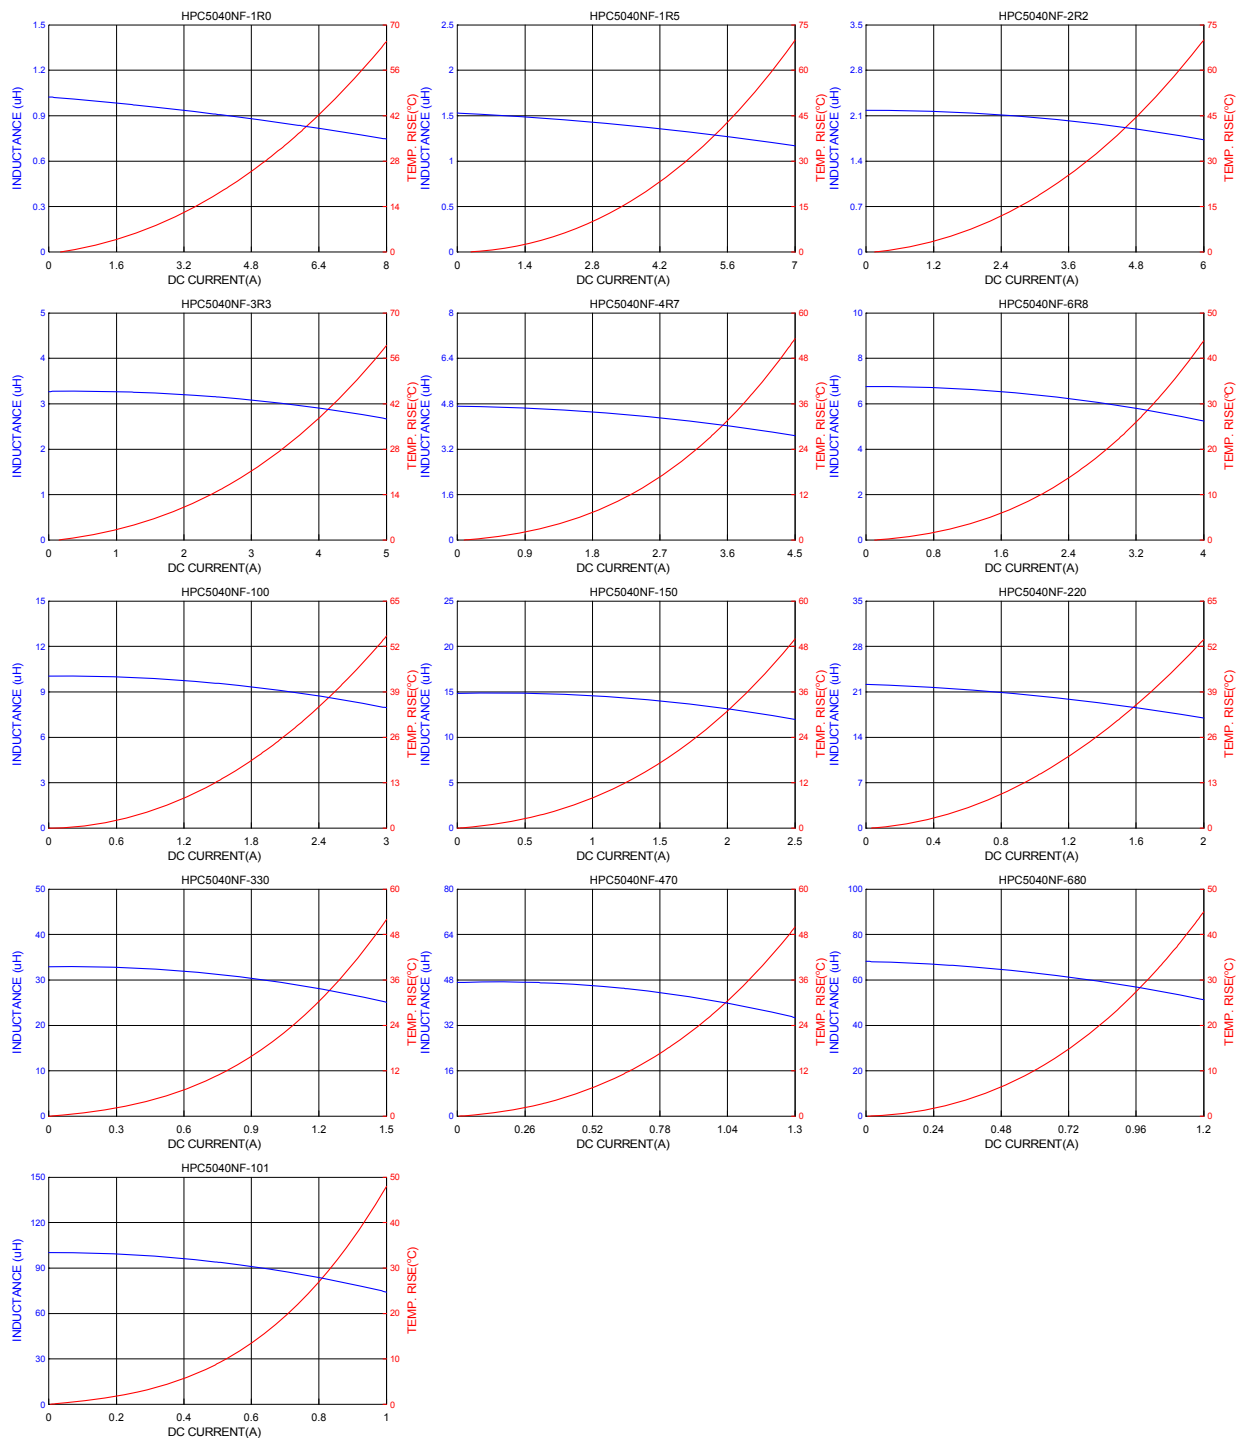 HPC5040NF-1R0
INDUCTANCE (uH)
1.5
1.2
0.9
0.6
0.3
0
70
56
42
28
14
0
TEMP. RISE(ºC)
0 1.6 3.2 4.8 6.4 8
DC CURRENT(A)
HPC5040NF-1R5
INDUCTANCE (uH)
2.5
2
1.5
1
0.5
0
75
60
45
30
15
0
TEMP. RISE(ºC)
0 1.4 2.8 4.2 5.6 7
DC CURRENT(A)
HPC5040NF-2R2
INDUCTANCE (uH)
3.5
2.8
2.1
1.4
0.7
0
75
60
45
30
15
0
TEMP. RISE(ºC)
0 1.2 2.4 3.6 4.8 6
DC CURRENT(A)
HPC5040NF-3R3
INDUCTANCE (uH)
5
4
3
2
1
0
70
56
42
28
14
0
TEMP. RISE(ºC)
0 1 2 3 4 5
DC CURRENT(A)
HPC5040NF-4R7
INDUCTANCE (uH)
8
6.4
4.8
3.2
1.6
0
60
48
36
24
12
0
TEMP. RISE(ºC)
0 0.9 1.8 2.7 3.6 4.5
DC CURRENT(A)
HPC5040NF-6R8
INDUCTANCE (uH)
10
8
6
4
2
0
50
40
30
20
10
0
TEMP. RISE(ºC)
0 0.8 1.6 2.4 3.2 4
DC CURRENT(A)
HPC5040NF-100
INDUCTANCE (uH)
15
12
9
6
3
0
65
52
39
26
13
0
TEMP. RISE(ºC)
0 0.6 1.2 1.8 2.4 3
DC CURRENT(A)
HPC5040NF-150
INDUCTANCE (uH)
25
20
15
10
5
0
60
48
36
24
12
0
TEMP. RISE(ºC)
0 0.5 1 1.5 2 2.5
DC CURRENT(A)
HPC5040NF-220
INDUCTANCE (uH)
35
28
21
14
7
0
65
52
39
26
13
0
TEMP. RISE(ºC)
0 0.4 0.8 1.2 1.6 2
DC CURRENT(A)
HPC5040NF-330
INDUCTANCE (uH)
50
40
30
20
10
0
60
48
36
24
12
0
TEMP. RISE(ºC)
0 0.3 0.6 0.9 1.2 1.5
DC CURRENT(A)
HPC5040NF-470
INDUCTANCE (uH)
80
64
48
32
16
0
60
48
36
24
12
0
TEMP. RISE(ºC)
0 0.26 0.52 0.78 1.04 1.3
DC CURRENT(A)
HPC5040NF-680
INDUCTANCE (uH)
100
80
60
40
20
0
50
40
30
20
10
0
TEMP. RISE(ºC)
0 0.24 0.48 0.72 0.96 1.2
DC CURRENT(A)
HPC5040NF-101
INDUCTANCE (uH)
150
120
90
60
30
0
50
40
30
20
10
0
TEMP. RISE(ºC)
0 0.2 0.4 0.6 0.8 1
DC CURRENT(A)